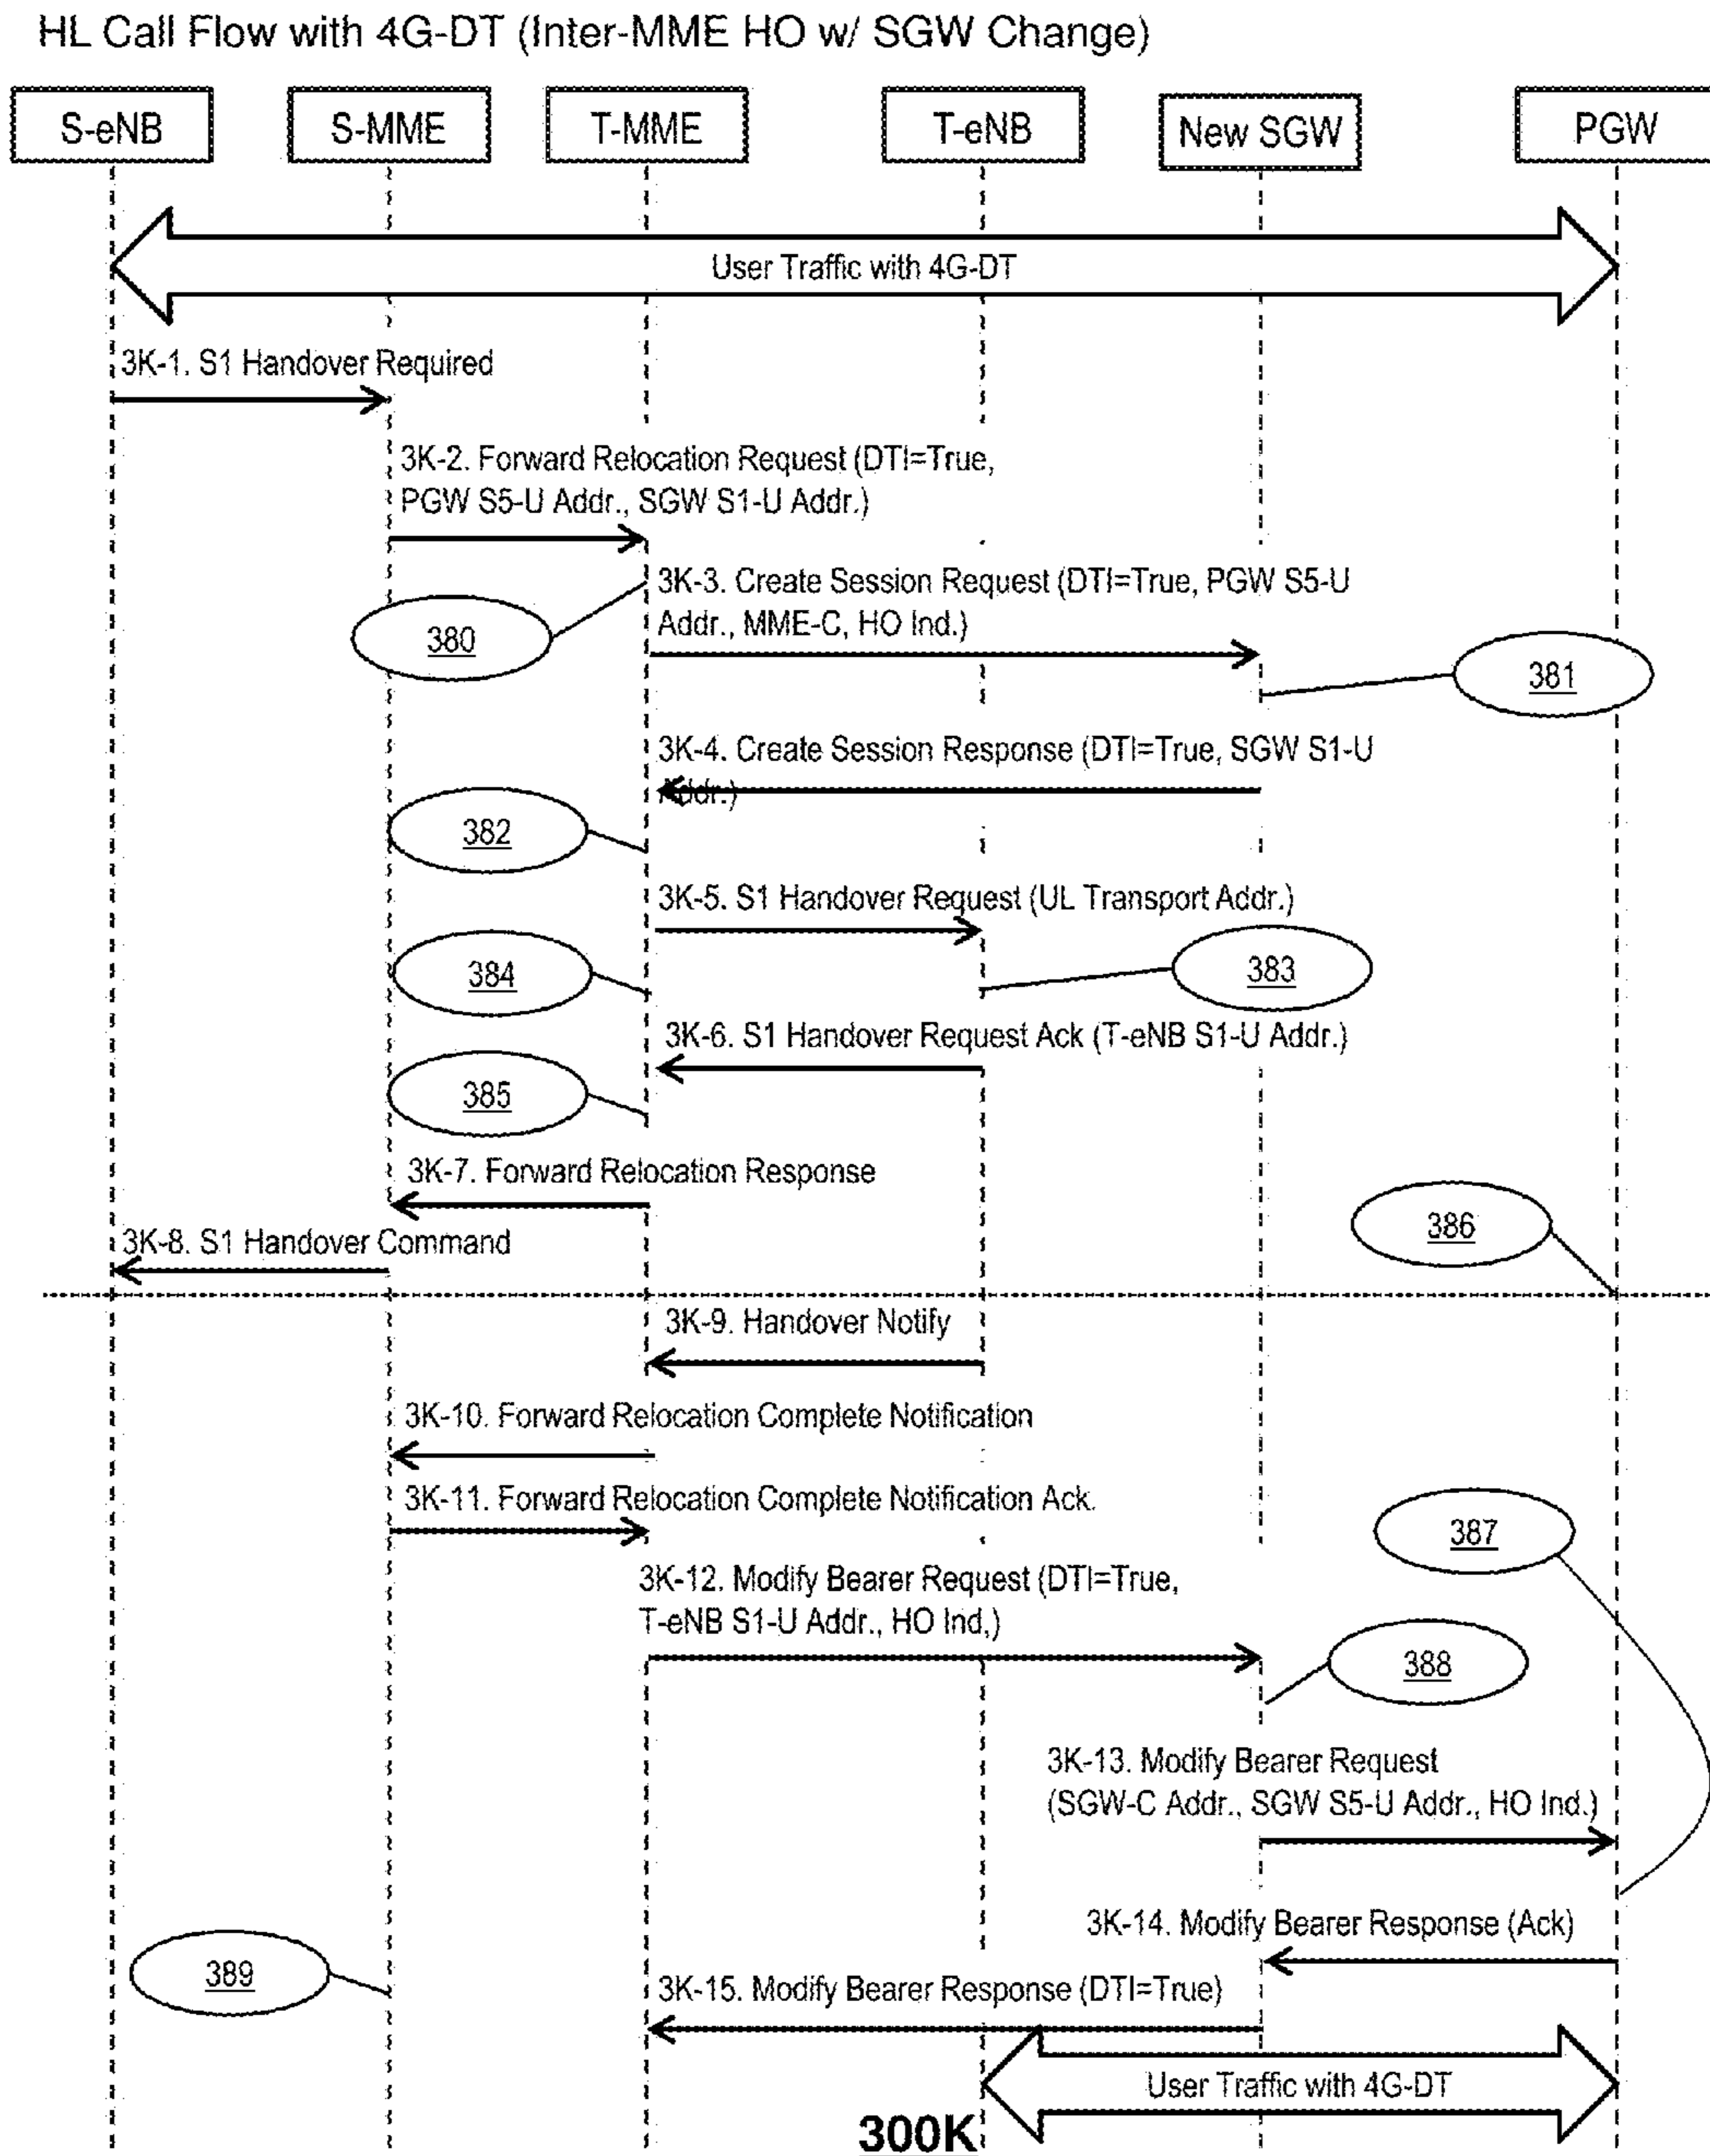 HL Call Flow with 4G-DT (Inter-MME HO w/ SGW Change)
S-eNB
S-MME
T-MME
T-eNB
New SGW
PGW
User Traffic with 4G-DT
3K-1. S1 Handover Required
3K-2. Forward Relocation Request (DTI=True,
PGW S5-U Addr., SGW S1-U Addr.)
3K-3. Create Session Request (DTI=True, PGW S5-U
Addr., MME-C, HO Ind.)
380
381
3K-4. Create Session Response (DTI=True, SGW S1-U
Addr.)
382
3K-5. S1 Handover Request (UL Transport Addr.)
384
383
3K-6. S1 Handover Request Ack (T-eNB S1-U Addr.)
385
3K-7. Forward Relocation Response
386
3K-8. S1 Handover Command
3K-9. Handover Notify
3K-10. Forward Relocation Complete Notification
3K-11. Forward Relocation Complete Notification Ack.
387
3K-12. Modify Bearer Request (DTI=True,
T-eNB S1-U Addr., HO Ind,)
388
3K-13. Modify Bearer Request
(SGW-C Addr., SGW S5-U Addr., HO Ind.)
3K-14. Modify Bearer Response (Ack)
389
3K-15. Modify Bearer Response (DTI=True)
User Traffic with 4G-DT
300K